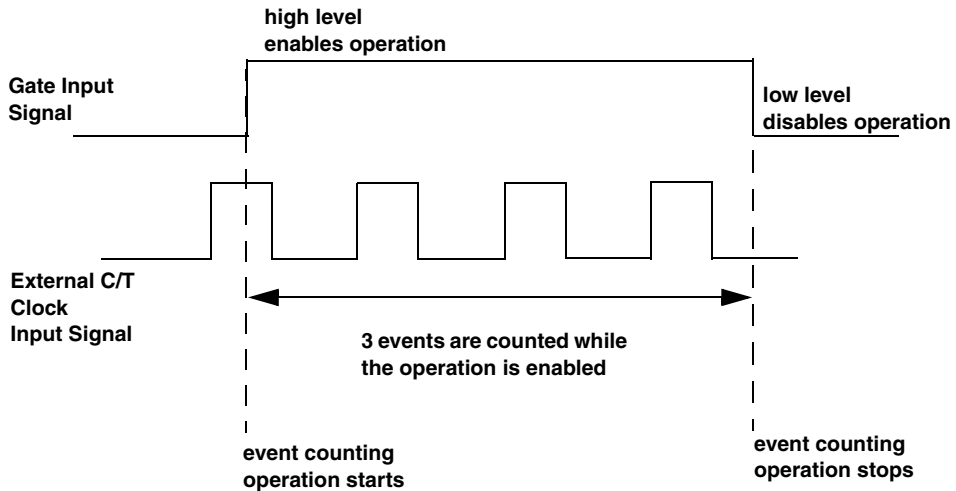 high level
enables operation
Gate Input
Signal
low level
disables operation
External C/T
Clock
Input Signal
3 events are counted while
the operation is enabled
event counting
operation starts
event counting
operation stops